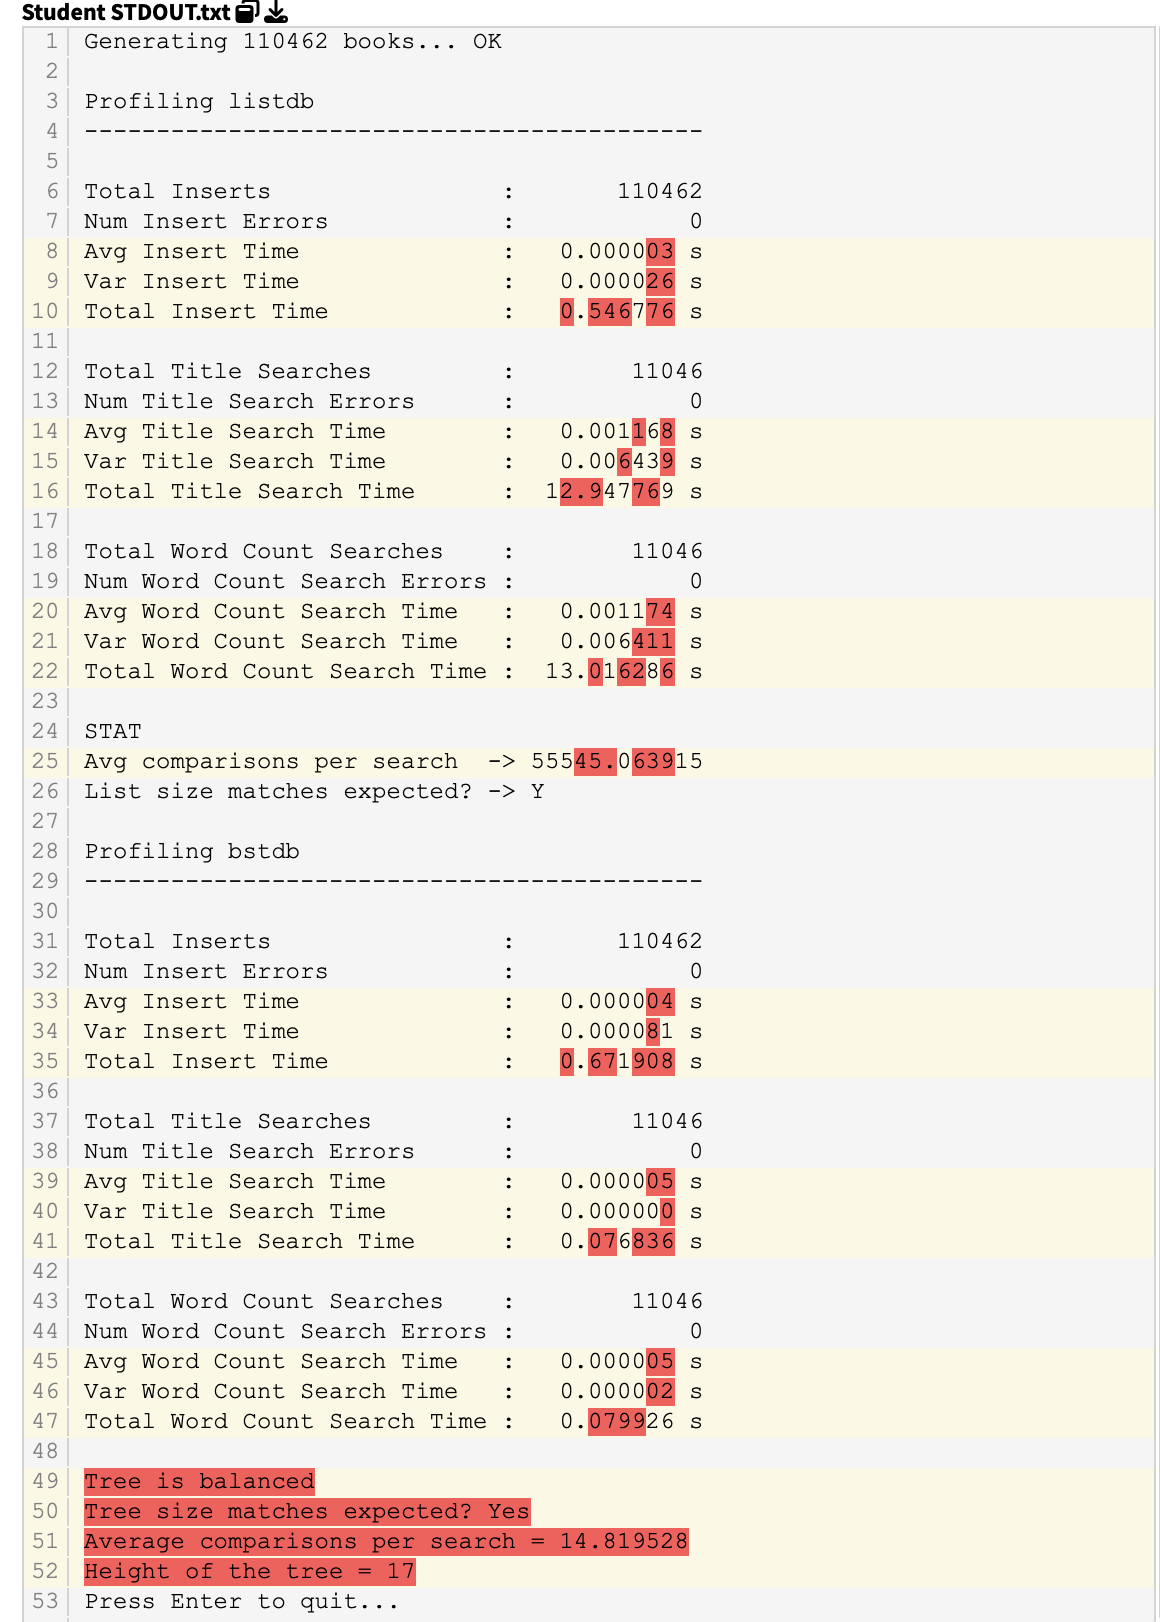 Student STDOUT.txt
1 Generating 110462 books... OK
2
3 Profiling listdb
4 -------------------------------------------
5
6 Total Inserts : 110462
7 Num Insert Errors : 0
8 Avg Insert Time : 0.000003 s
9 Var Insert Time : 0.000026 s
10 Total Insert Time : 0.546776 s
11
12 Total Title Searches : 11046
13 Num Title Search Errors : 0
14 Avg Title Search Time : 0.001168 s
15 Var Title Search Time : 0.006439 s
16 Total Title Search Time : 12.947769 s
17
18 Total Word Count Searches : 11046
19 Num Word Count Search Errors : 0
20 Avg Word Count Search Time : 0.001174 s
21 Var Word Count Search Time : 0.006411 s
22 Total Word Count Search Time : 13.016286 s
23
24 STAT
25 Avg comparisons per search -> 55545.063915
26 List size matches expected? -> Y
27
28 Profiling bstdb
29 -------------------------------------------
30
31 Total Inserts : 110462
32 Num Insert Errors : 0
33 Avg Insert Time : 0.000004 s
34 Var Insert Time : 0.000081 s
35 Total Insert Time : 0.671908 s
36
37 Total Title Searches : 11046
38 Num Title Search Errors : 0
39 Avg Title Search Time : 0.000005 s
40 Var Title Search Time : 0.000000 s
41 Total Title Search Time : 0.076836 s
42
43 Total Word Count Searches : 11046
44 Num Word Count Search Errors : 0
45 Avg Word Count Search Time : 0.000005 s
46 Var Word Count Search Time : 0.000002 s
47 Total Word Count Search Time : 0.079926 s
48
49 Tree is balanced
50 Tree size matches expected? Yes
51 Average comparisons per search = 14.819528
52 Height of the tree = 17
53 Press Enter to quit...